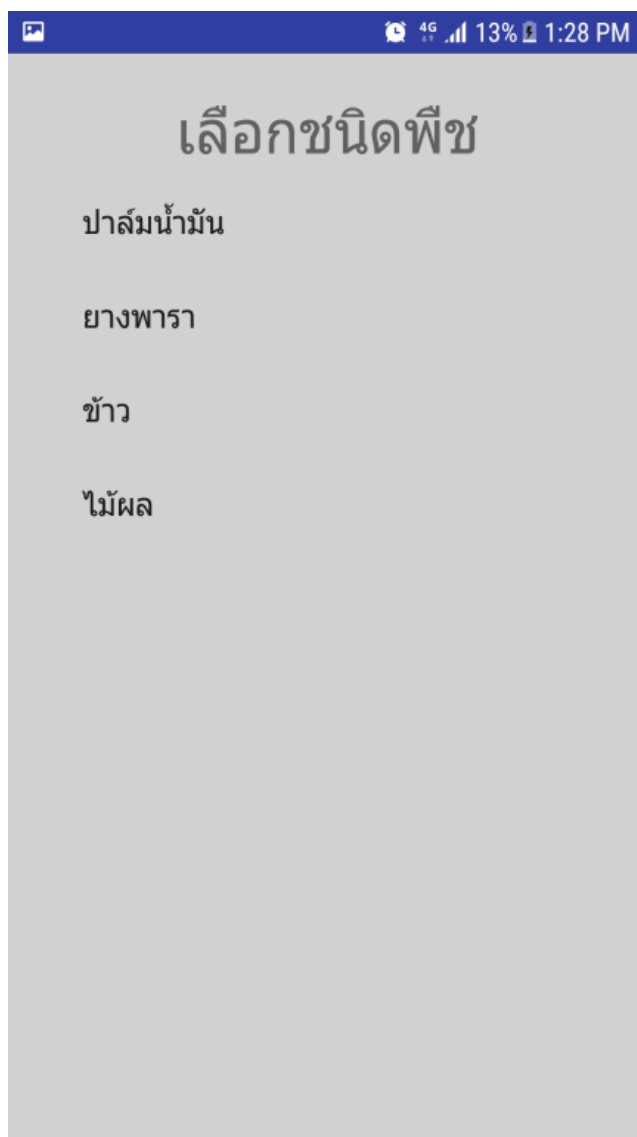 4G 13% 1:28 PM
เลือกชนิดพืช
ปาล์มน้ำมัน
ยางพารา
ข้าว
ไม้ผล